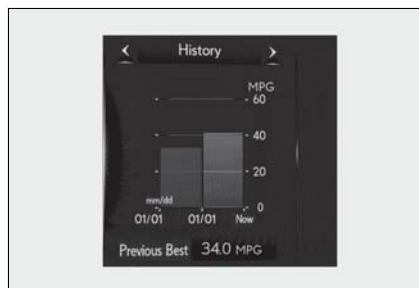 History
MPG
60
40
20
0
mm/dd
01/01 01/01 Now
Previous Best 34.0 MPG